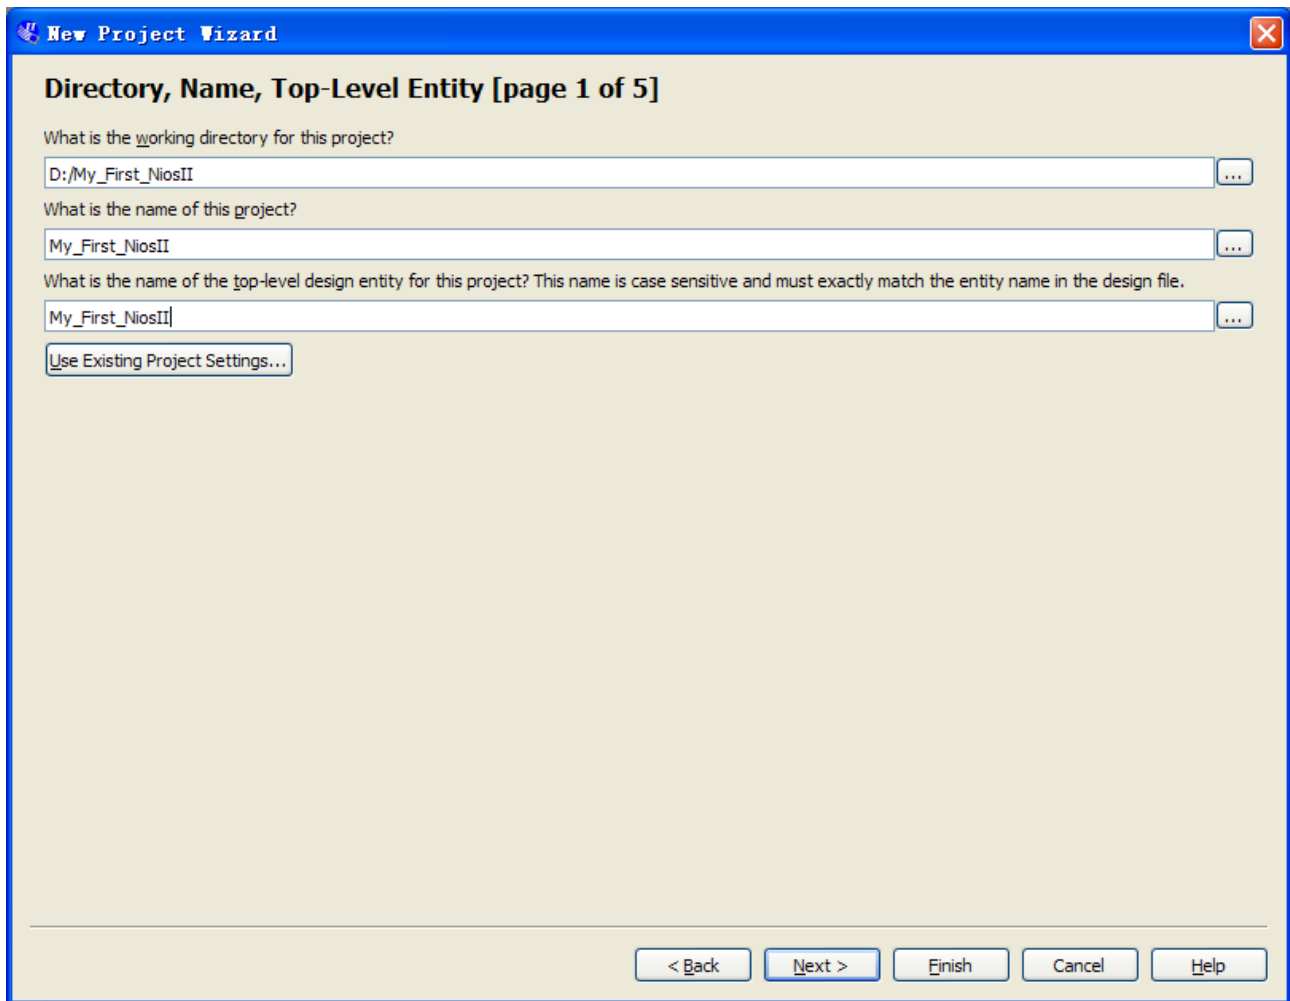 New Project Wizard
Directory, Name, Top-Level Entity [page 1 of 5]
What is the working directory for this project?
D:/My_First_NiosII
...
What is the name of this project?
My_First_NiosII
...
What is the name of the top-level design entity for this project? This name is case sensitive and must exactly match the entity name in the design file.
My_First_NiosII
...
Use Existing Project Settings...
< Back Next > Finish Cancel Help